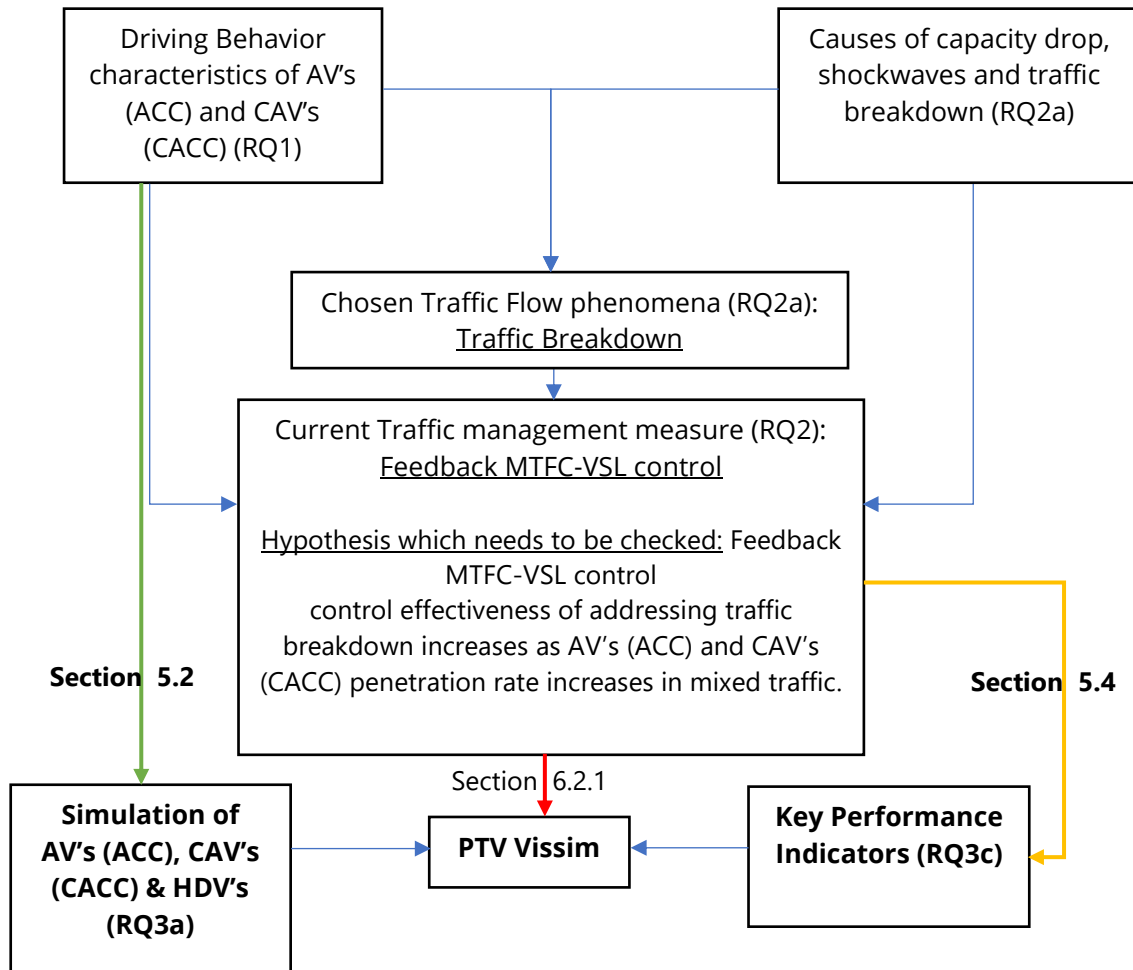 Driving Behavior
characteristics of AV’s
(ACC) and CAV’s
(CACC) (RQ1)
Causes of capacity drop,
shockwaves and traffic
breakdown (RQ2a)
Chosen Traffic Flow phenomena (RQ2a):
Traffic Breakdown
Current Traffic management measure (RQ2):
Feedback MTFC-VSL control
Hypothesis which needs to be checked: Feedback
MTFC-VSL control
control effectiveness of addressing traffic
breakdown increases as AV’s (ACC) and CAV’s
(CACC) penetration rate increases in mixed traffic.
Section 5.2
Section 5.4
Section 6.2.1
Simulation of
AV’s (ACC), CAV’s
(CACC) & HDV’s
(RQ3a)
PTV Vissim
Key Performance
Indicators (RQ3c)